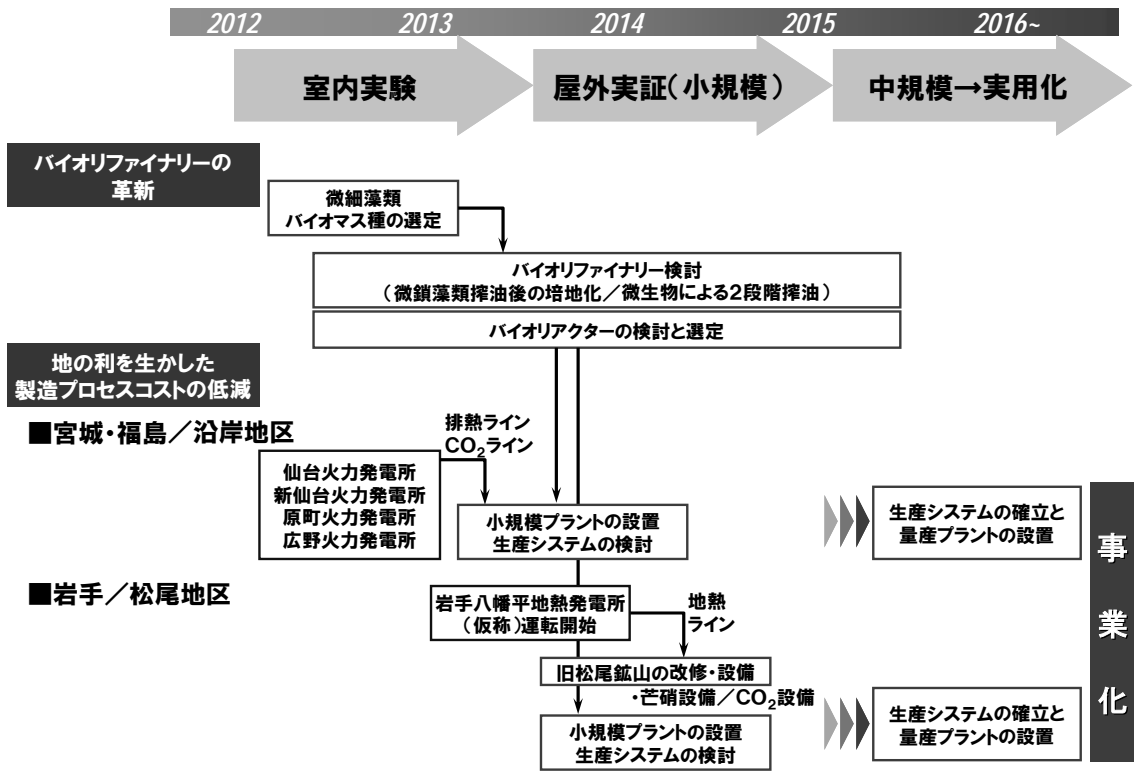 2012 2013 2014 2015 2016~
室内実験
屋外実証(小規模)
中規模→実用化
バイオリファイナリーの
革新
微細藻類
バイオマス種の選定
バイオリファイナリー検討
(微鎖藻類搾油後の培地化/微生物による2段階搾油)
バイオリアクターの検討と選定
地の利を生かした
製造プロセスコストの低減
■宮城・福島/沿岸地区
排熱ライン
CO₂ライン
仙台火力発電所
新仙台火力発電所
原町火力発電所
広野火力発電所
小規模プラントの設置
生産システムの検討
生産システムの確立と
量産プラントの設置
■岩手/松尾地区
岩手八幡平地熱発電所
(仮称)運転開始
地熱
ライン
旧松尾鉱山の改修・設備
・芒硝設備/CO₂設備
小規模プラントの設置
生産システムの検討
生産システムの確立と
量産プラントの設置
事業化